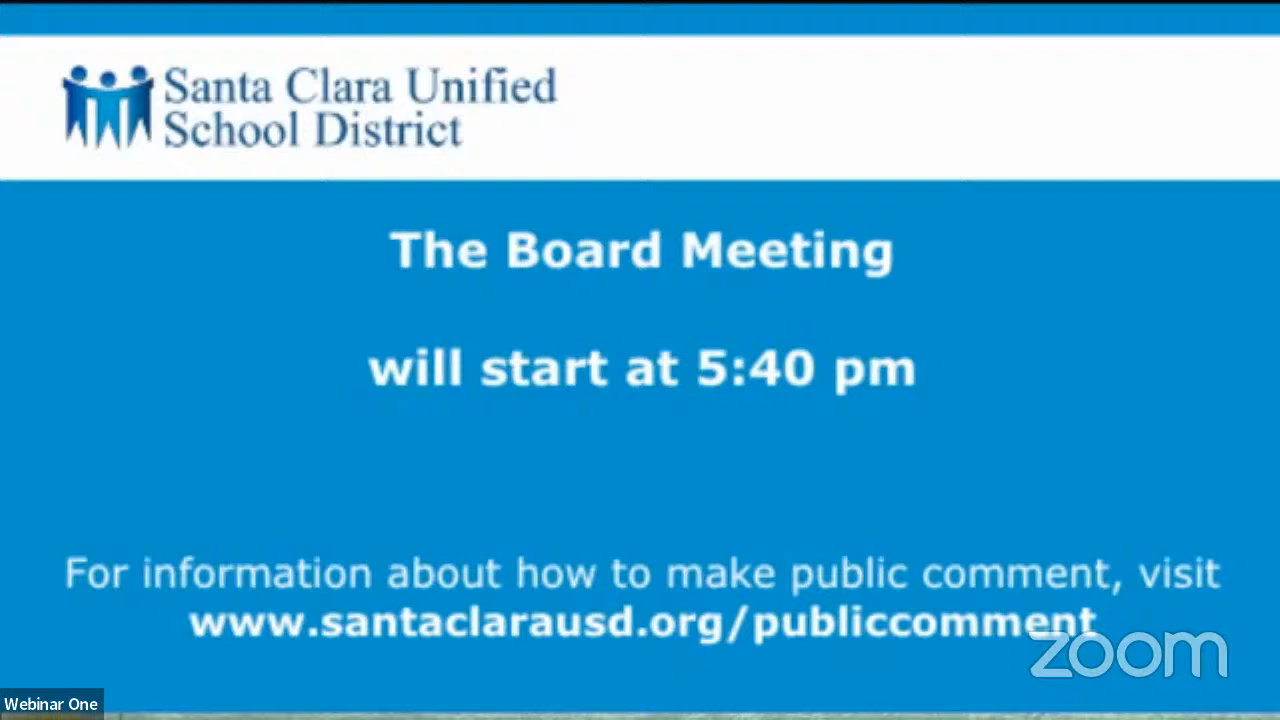 Santa Clara Unified
School District
The Board Meeting
will start at 5:40 pm
For information about how to make public comment, visit
www.santaclarausd.org/publiccomment
zoom
Webinar One